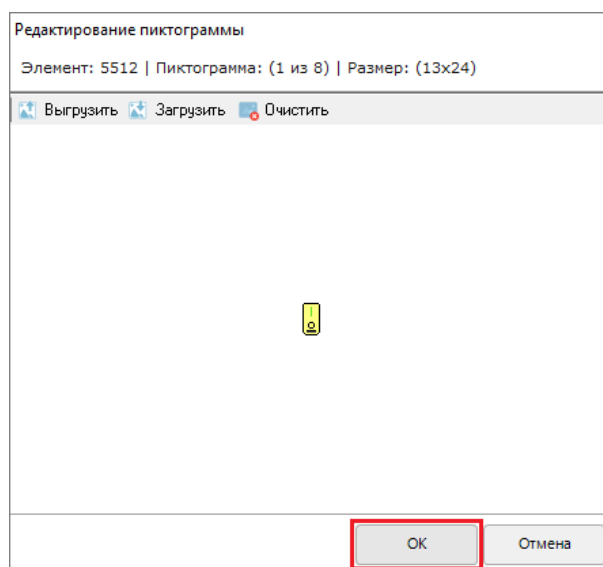 Редактирование пиктограммы
Элемент: 5512 | Пиктограмма: (1 из 8) | Размер: (13x24)
Выгрузить Загрузить Очистить
OK Отмена